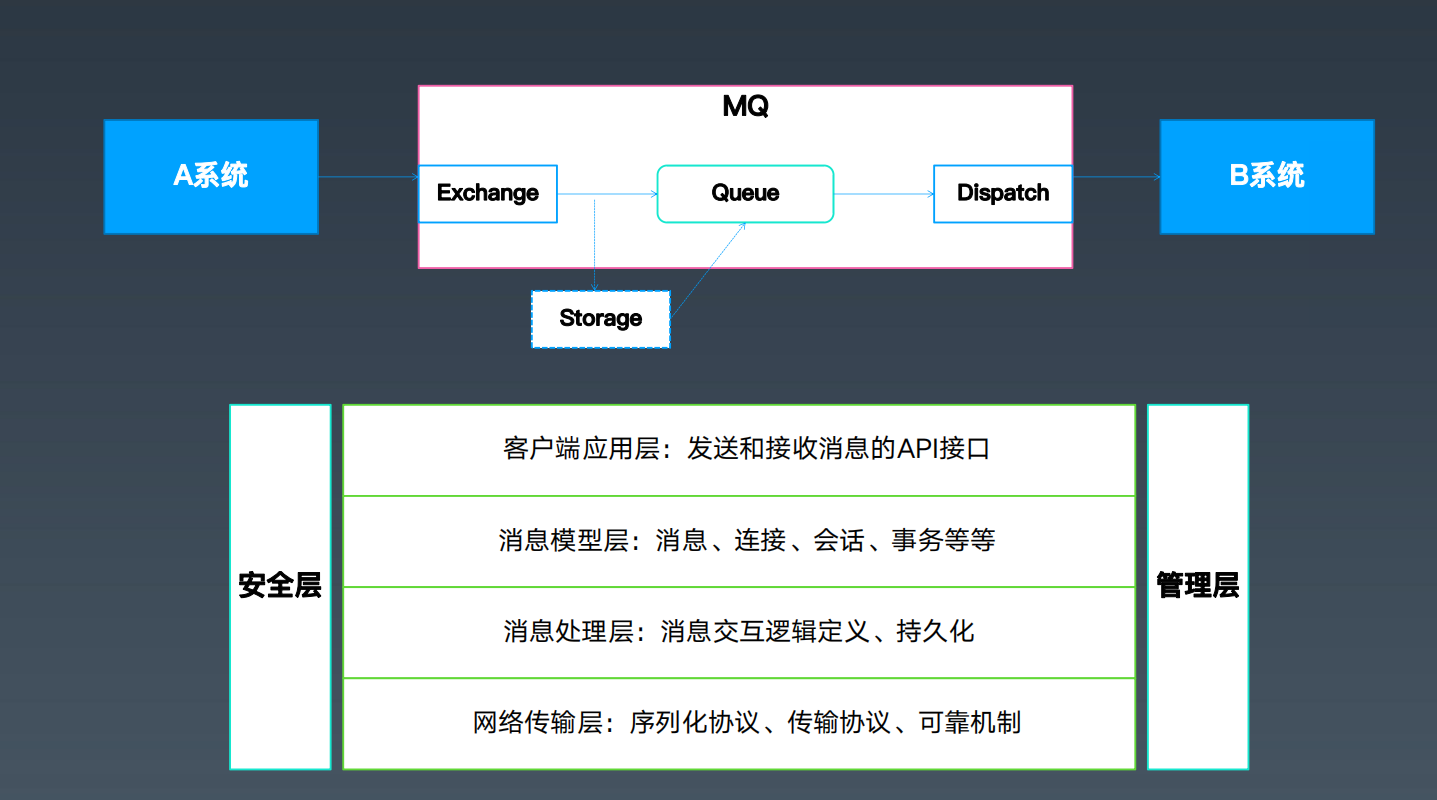 MQ
A系统
Exchange
Queue
Dispatch
B系统
Storage
客户端应用层：发送和接收消息的API接口
消息模型层：消息、连接、会话、事务等等
安全层
管理层
消息处理层：消息交互逻辑定义、持久化
网络传输层：序列化协议、传输协议、可靠机制